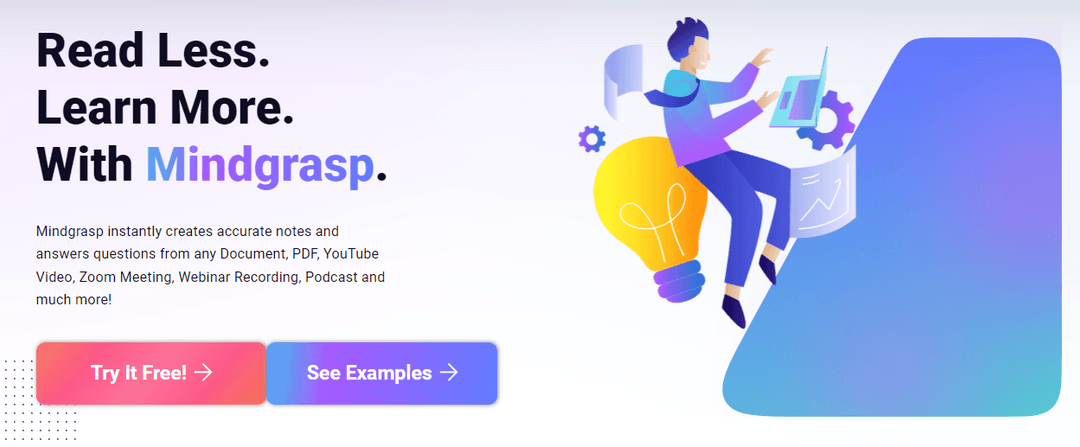 Read Less.
Learn More.
With Mindgrasp.
Mindgrasp instantly creates accurate notes and
answers questions from any Document, PDF, YouTube
Video, Zoom Meeting, Webinar Recording, Podcast and
much more!
Try It Free! →
See Examples →